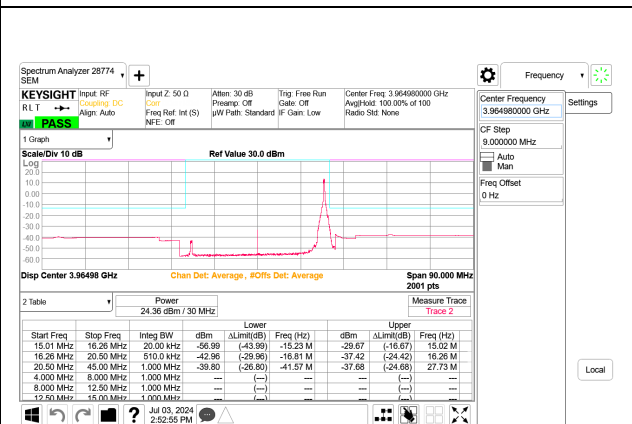 Spectrum Analyzer 28774
SEM
Frequency
KEYSIGHT Input: RF Input Z: 50 Ω Atten: 30 dB Trig: Free Run Center Freq: 3.964980000 GHz
RLT Coupling: DC Corr Preamp: Off Gate: Off Avg|Hold: 100.00% of 100
Align: Auto Freq Ref: Int (S) µW Path: Standard IF Gain: Low Radio Std: None
LM PASS NFE: Off
Center Frequency
3.964980000 GHz
Settings
CF Step
9.000000 MHz
Auto
Man
Freq Offset
0 Hz
1 Graph
Scale/Div 10 dB Ref Value 30.0 dBm
Log
20.0
10.0
0.00
-10.0
-20.0
-30.0
-40.0
-50.0
-60.0
Disp Center 3.96498 GHz Chan Det: Average , #Offs Det: Average Span 90.000 MHz
2001 pts
2 Table Power Measure Trace
24.36 dBm / 30 MHz Trace 2
Lower Upper
Start Freq Stop Freq Integ BW dBm ΔLimit(dB) Freq (Hz) dBm ΔLimit(dB) Freq (Hz)
15.01 MHz 16.26 MHz 20.00 kHz -56.99 (-43.99) -15.23 M -29.67 (-16.67) 15.02 M
16.26 MHz 20.50 MHz 510.0 kHz -42.96 (-29.96) -16.81 M -37.42 (-24.42) 16.26 M
20.50 MHz 45.00 MHz 1.000 MHz -39.80 (-26.80) -41.57 M -37.68 (-24.68) 27.73 M
4.000 MHz 8.000 MHz 1.000 MHz --- (---) --- --- (---) ---
8.000 MHz 12.50 MHz 1.000 MHz --- (---) --- --- (---) ---
12.50 MHz 15.00 MHz 1.000 MHz --- (---) --- --- (---) ---
Local
? Jul 03, 2024
2:52:55 PM